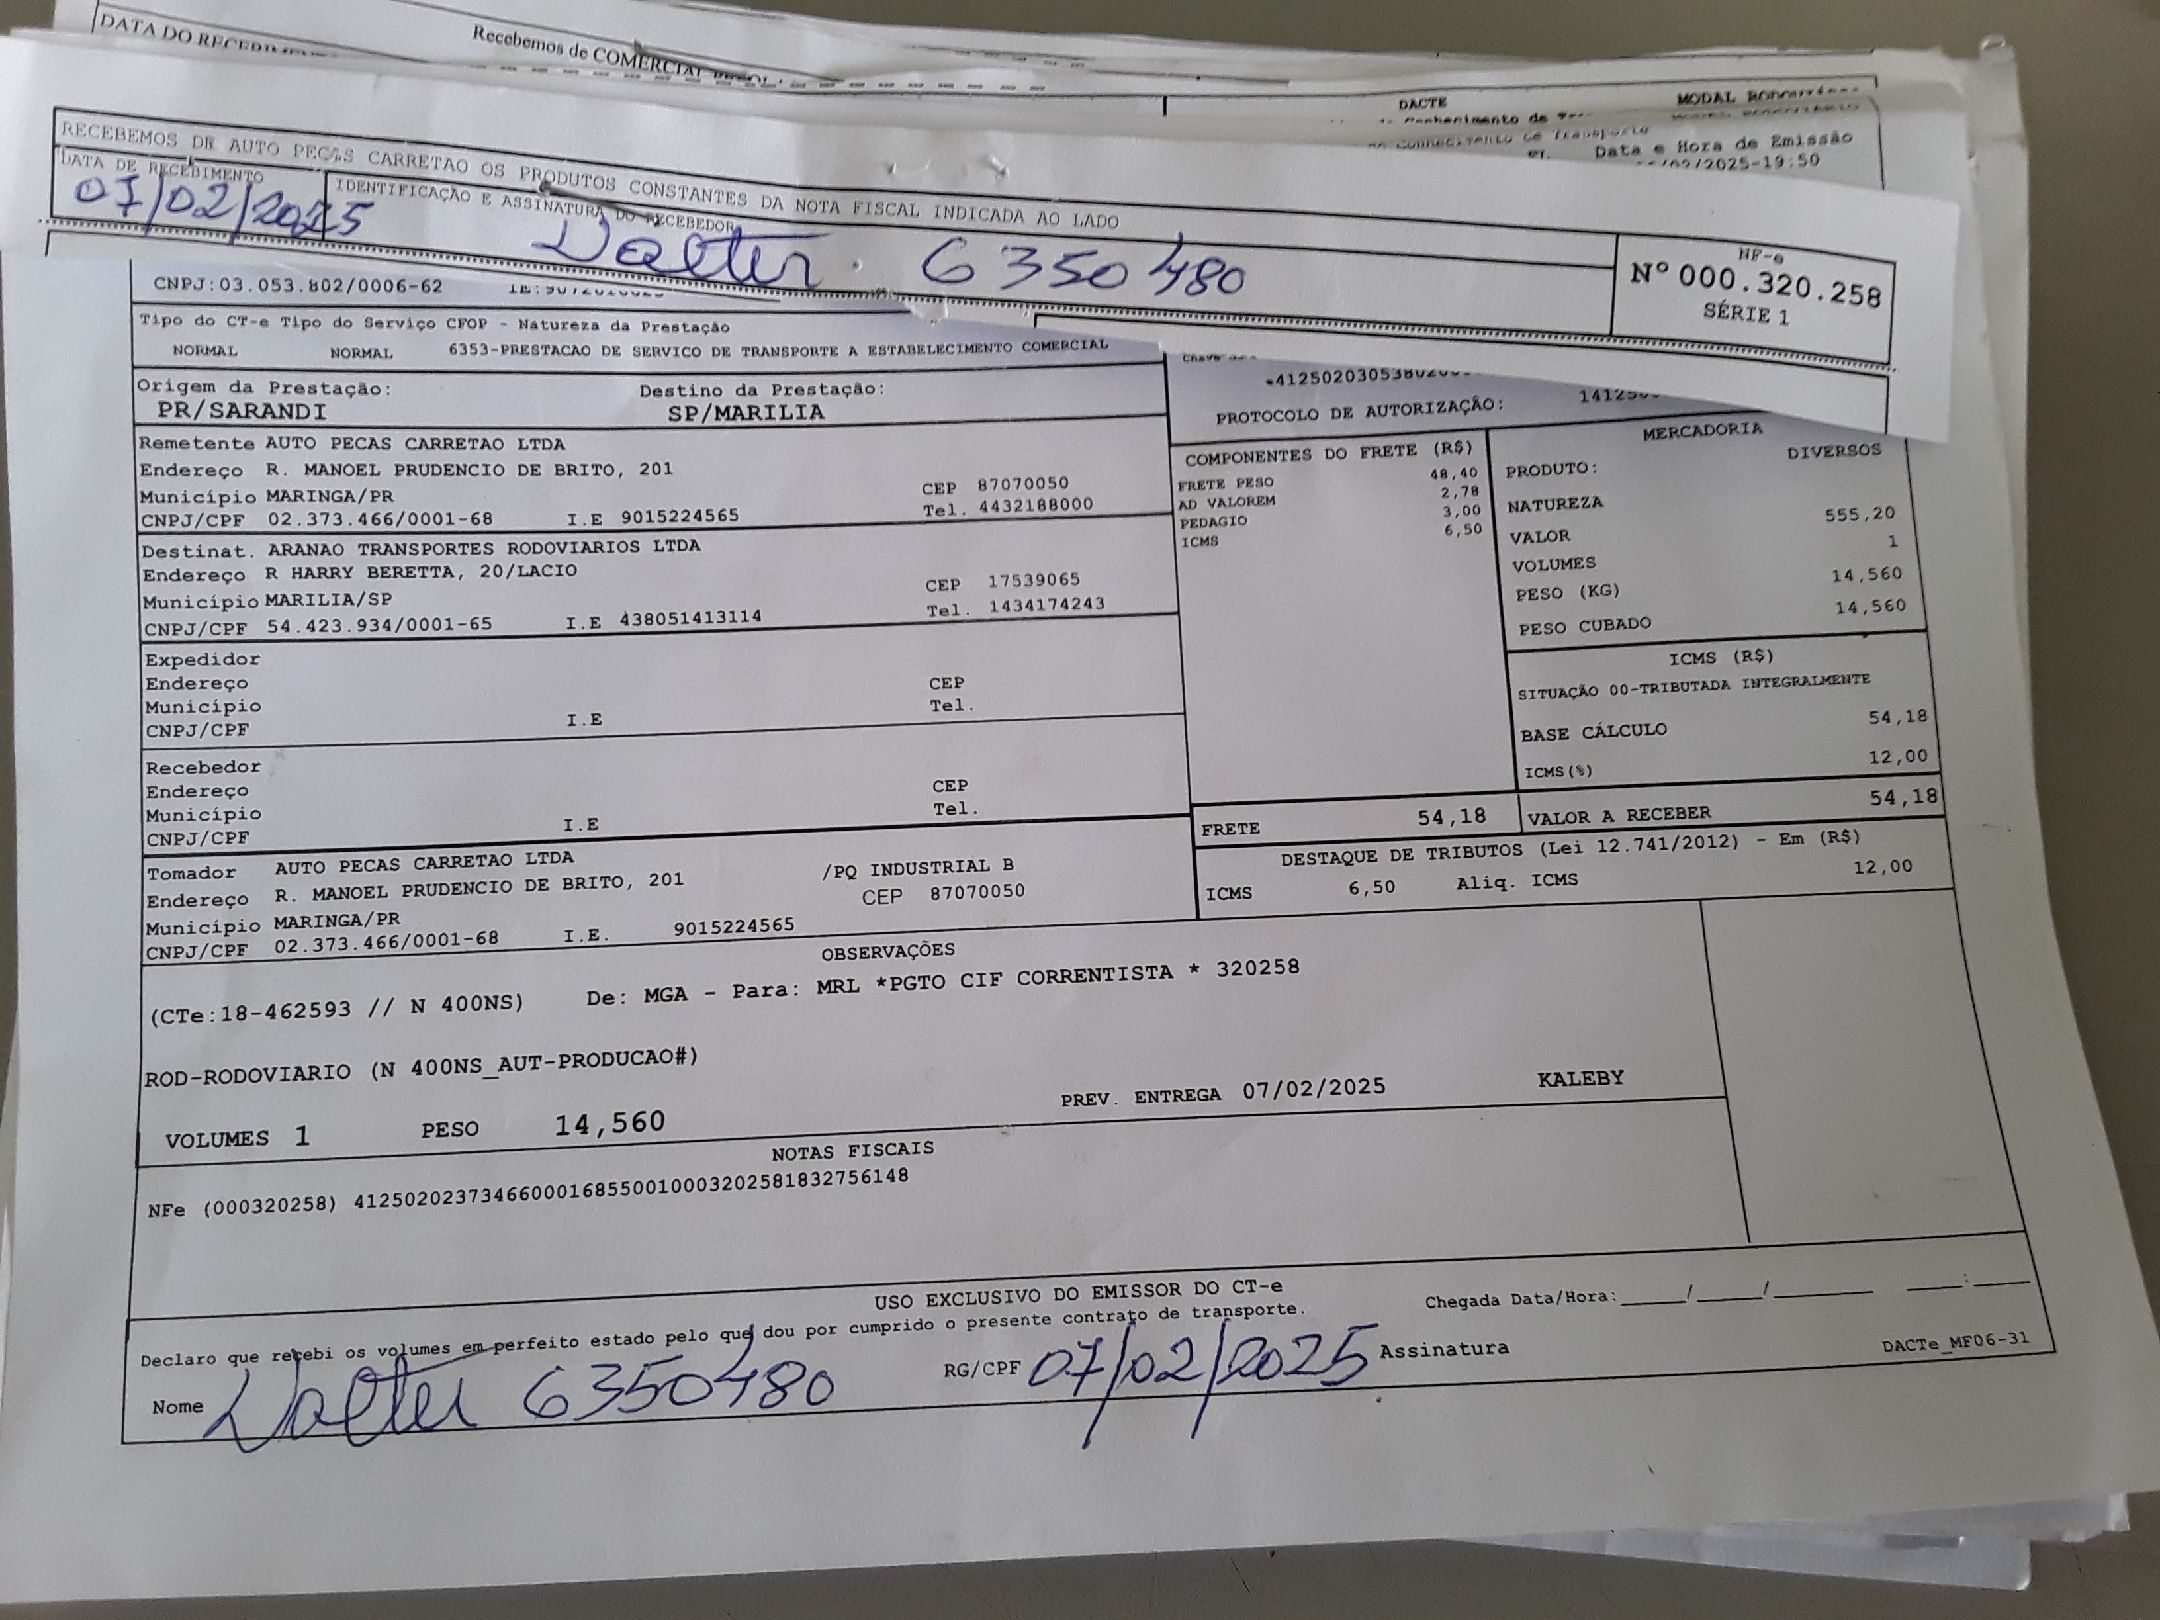 DATA DO RECEBIMENTO
Recebemos de COMERCIAL
DACTE
MODAL
Data e Hora de Emissão
/2025-19:50
RECEBEMOS DE AUTO PECAS CARRETAO OS PRODUTOS CONSTANTES DA NOTA FISCAL INDICADA AO LADO
DATA DE RECEBIMENTO
IDENTIFICAÇÃO E ASSINATURA DO RECEBEDOR
07/02/2025
Valter 6350480
NF-e
Nº 000.320.258
SÉRIE 1
CNPJ:03.053.802/0006-62
Tipo do CT-e Tipo do Serviço CFOP - Natureza da Prestação
NORMAL NORMAL 6353-PRESTACAO DE SERVICO DE TRANSPORTE A ESTABELECIMENTO COMERCIAL
Origem da Prestação: Destino da Prestação:
PR/SARANDI SP/MARILIA
PROTOCOLO DE AUTORIZAÇÃO:
Remetente AUTO PECAS CARRETAO LTDA
Endereço R. MANOEL PRUDENCIO DE BRITO, 201
Município MARINGA/PR CEP 87070050
CNPJ/CPF 02.373.466/0001-68 I.E 9015224565 Tel. 4432188000
Destinat. ARANAO TRANSPORTES RODOVIARIOS LTDA
Endereço R HARRY BERETTA, 20/LACIO
Município MARILIA/SP CEP 17539065
CNPJ/CPF 54.423.934/0001-65 I.E 438051413114 Tel. 1434174243
Expedidor
Endereço
Município CEP
CNPJ/CPF I.E Tel.
Recebedor
Endereço
Município CEP
CNPJ/CPF I.E Tel.
Tomador AUTO PECAS CARRETAO LTDA
Endereço R. MANOEL PRUDENCIO DE BRITO, 201 /PQ INDUSTRIAL B
Município MARINGA/PR CEP 87070050
CNPJ/CPF 02.373.466/0001-68 I.E. 9015224565
COMPONENTES DO FRETE (R$)
FRETE PESO 48,40
AD VALOREM 2,78
PEDAGIO 3,00
ICMS 6,50
MERCADORIA
PRODUTO: DIVERSOS
NATUREZA
VALOR 555,20
VOLUMES 1
PESO (KG) 14,560
PESO CUBADO 14,560
ICMS (R$)
SITUAÇÃO 00-TRIBUTADA INTEGRALMENTE
BASE CÁLCULO 54,18
ICMS(%) 12,00
FRETE 54,18 VALOR A RECEBER 54,18
DESTAQUE DE TRIBUTOS (Lei 12.741/2012) - Em (R$)
ICMS 6,50 Aliq. ICMS 12,00
OBSERVAÇÕES
(CTe:18-462593 // N 400NS) De: MGA - Para: MRL *PGTO CIF CORRENTISTA * 320258
ROD-RODOVIARIO (N 400NS_AUT-PRODUCAO#)
VOLUMES 1 PESO 14,560 PREV. ENTREGA 07/02/2025 KALEBY
NOTAS FISCAIS
NFe (000320258) 41250202373466000168550010003202581832756148
USO EXCLUSIVO DO EMISSOR DO CT-e
Declaro que recebi os volumes em perfeito estado pelo que dou por cumprido o presente contrato de transporte.
Chegada Data/Hora:_____/_____/_______ ____:____
Nome Valter 6350480 RG/CPF 07/02/2025 Assinatura
DACTe_MF06-31